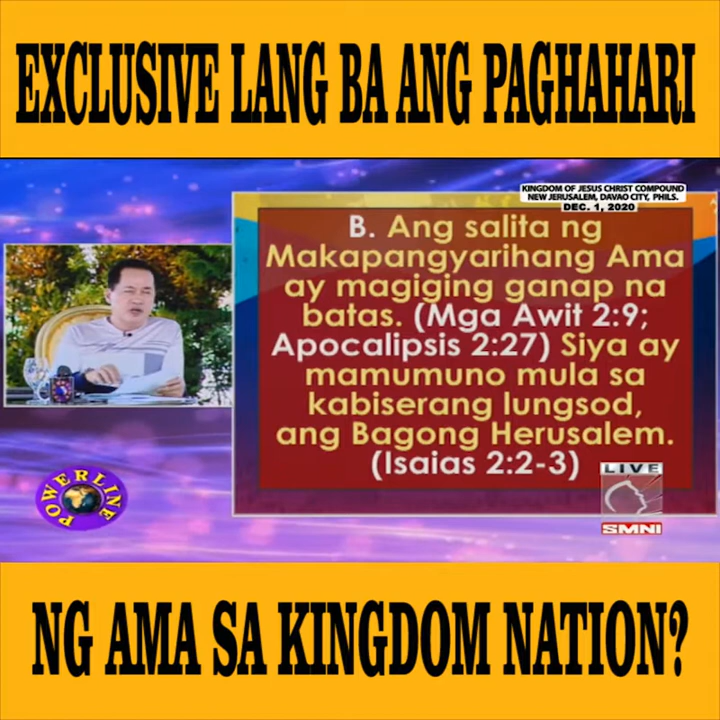 EXCLUSIVE LANG BA ANG PAGHAHARI
KINGDOM OF JESUS CHRIST COMPOUND
NEW JERUSALEM, DAVAO CITY, PHILS.
DEC. 1, 2020
B. Ang salita ng
Makapangyarihang Ama
ay magiging ganap na
batas. (Mga Awit 2:9;
Apocalipsis 2:27) Siya ay
mamumuno mula sa
kabiserang lungsod,
ang Bagong Herusalem.
(Isaias 2:2-3)
LIVE
SMNI
POWERLINE
NG AMA SA KINGDOM NATION?